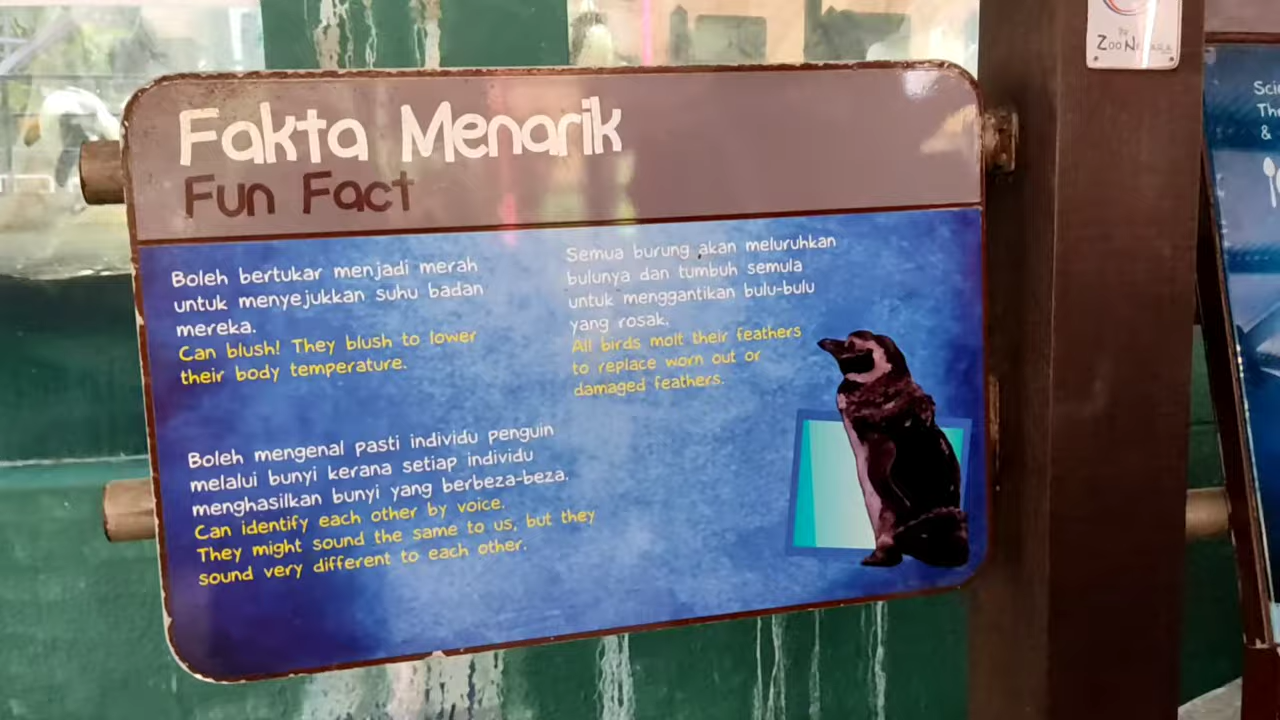 Fakta Menarik
Fun Fact
Boleh bertukar menjadi merah
untuk menyejukkan suhu badan
mereka.
Can blush! They blush to lower
their body temperature.
Semua burung akan meluruhkan
bulunya dan tumbuh semula
untuk menggantikan bulu-bulu
yang rosak.
All birds molt their feathers
to replace worn out or
damaged feathers.
Boleh mengenal pasti individu penguin
melalui bunyi kerana setiap individu
menghasilkan bunyi yang berbeza-beza.
Can identify each other by voice.
They might sound the same to us, but they
sound very different to each other.
Zoo Negara
&